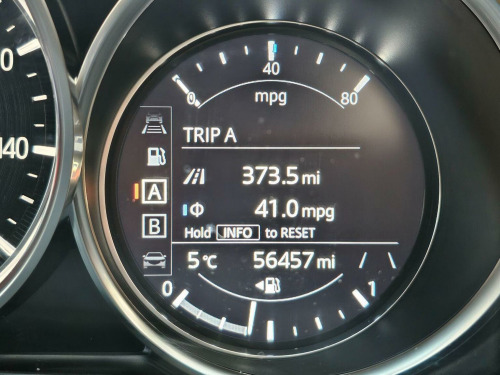 40
0 80
mpg
TRIP A
373.5 mi
A
41.0 mpg
B
Hold INFO to RESET
5°C 56457 mi
0 1
140
0